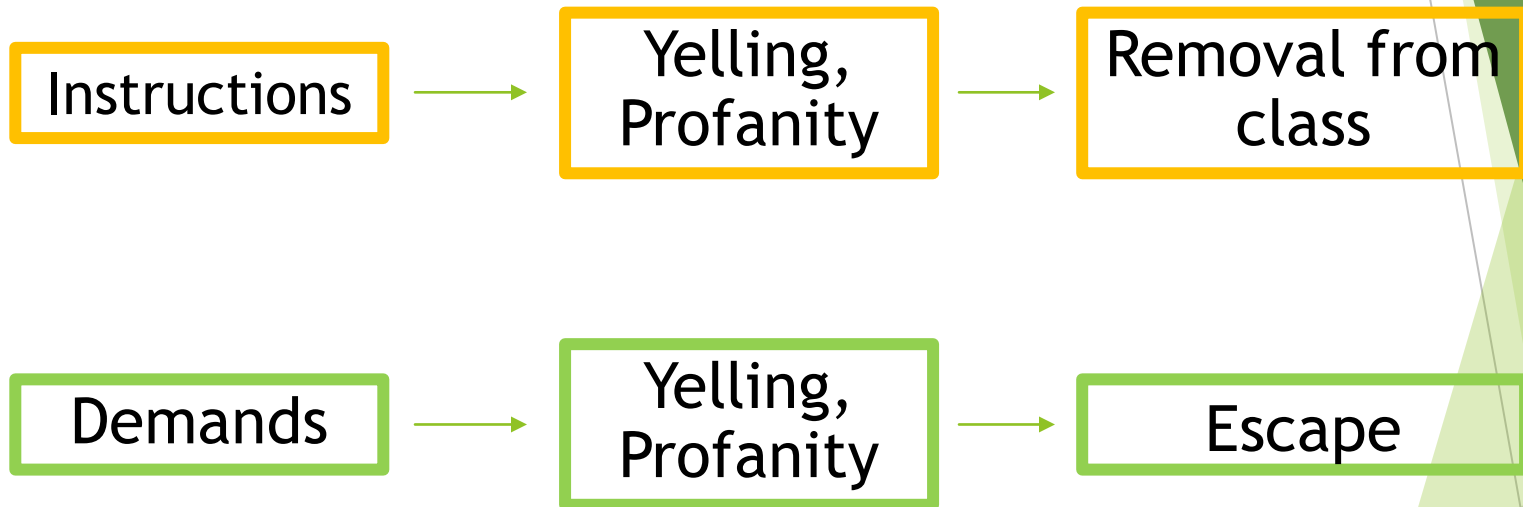 Instructions
Yelling,
Profanity
Removal from
class
Demands
Yelling,
Profanity
Escape